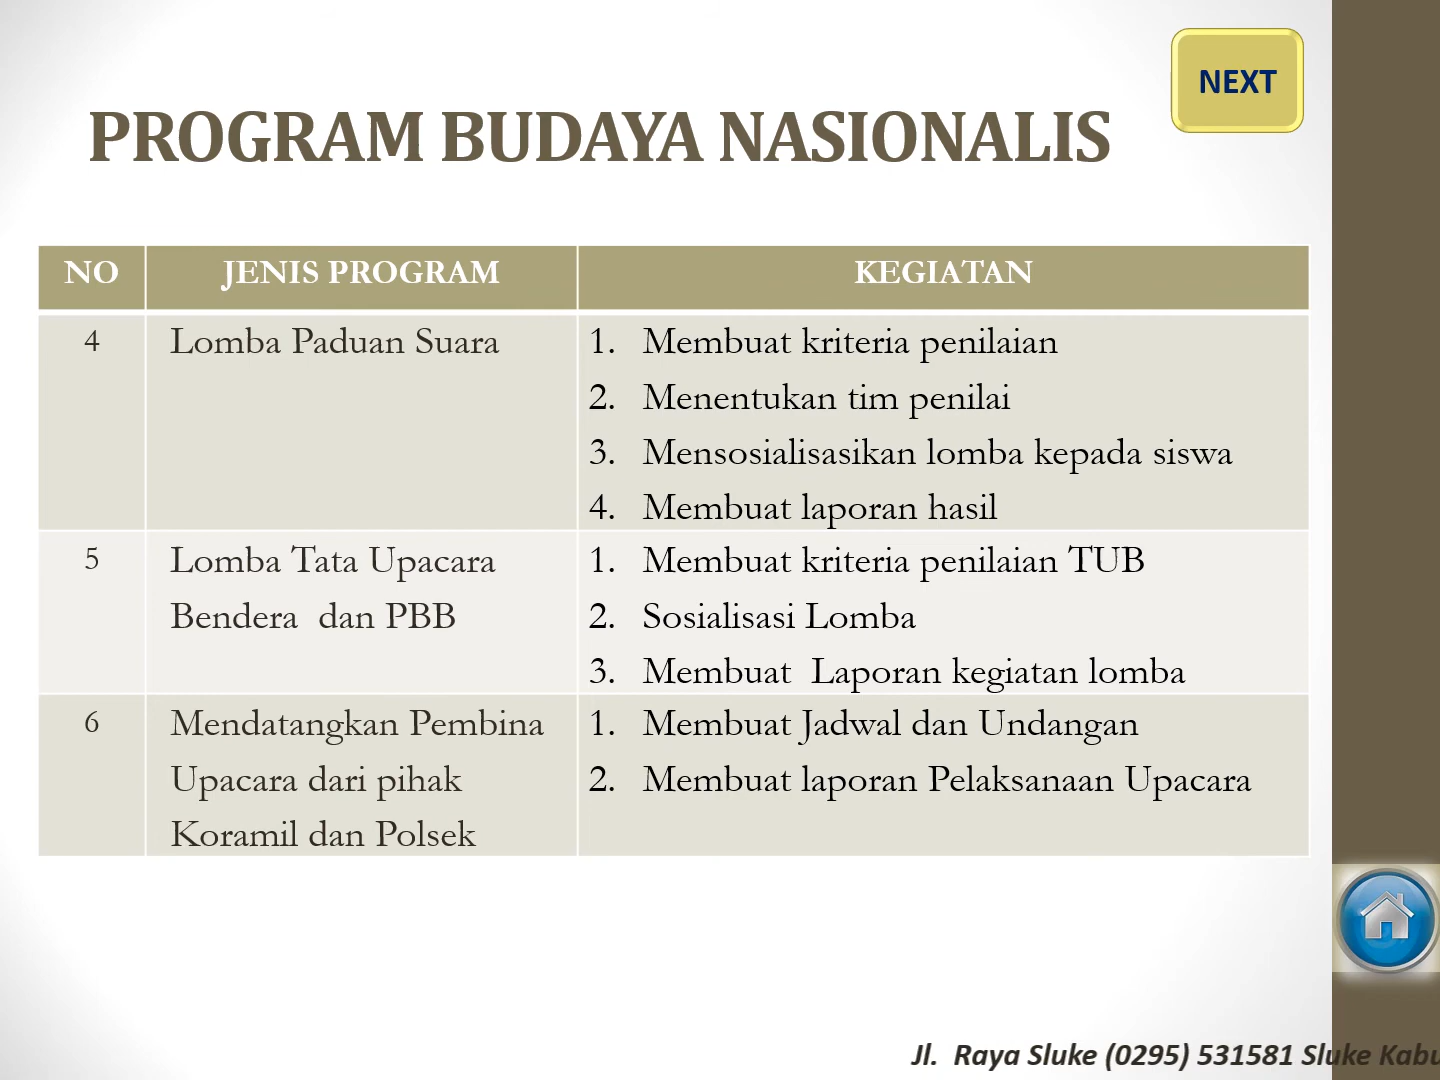 NEXT
PROGRAM BUDAYA NASIONALIS
NO JENIS PROGRAM KEGIATAN
4 Lomba Paduan Suara 1. Membuat kriteria penilaian
2. Menentukan tim penilai
3. Mensosialisasikan lomba kepada siswa
4. Membuat laporan hasil
5 Lomba Tata Upacara 1. Membuat kriteria penilaian TUB
Bendera dan PBB 2. Sosialisasi Lomba
3. Membuat Laporan kegiatan lomba
6 Mendatangkan Pembina 1. Membuat Jadwal dan Undangan
Upacara dari pihak 2. Membuat laporan Pelaksanaan Upacara
Koramil dan Polsek
Jl. Raya Sluke (0295) 531581 Sluke